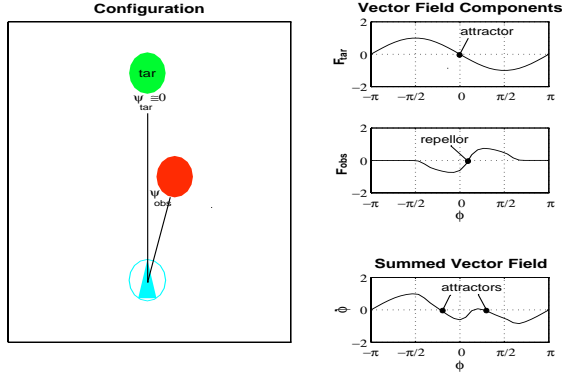 Configuration
tar
ψ tar ≡0
ψ obs
Vector Field Components
attractor
F tar
2
0
−2
−π −π/2 0 π/2 π
repellor
F obs
2
0
−2
−π −π/2 0 π/2 π
ϕ
Summed Vector Field
attractors
ϕ̇
2
0
−2
−π −π/2 0 π/2 π
ϕ